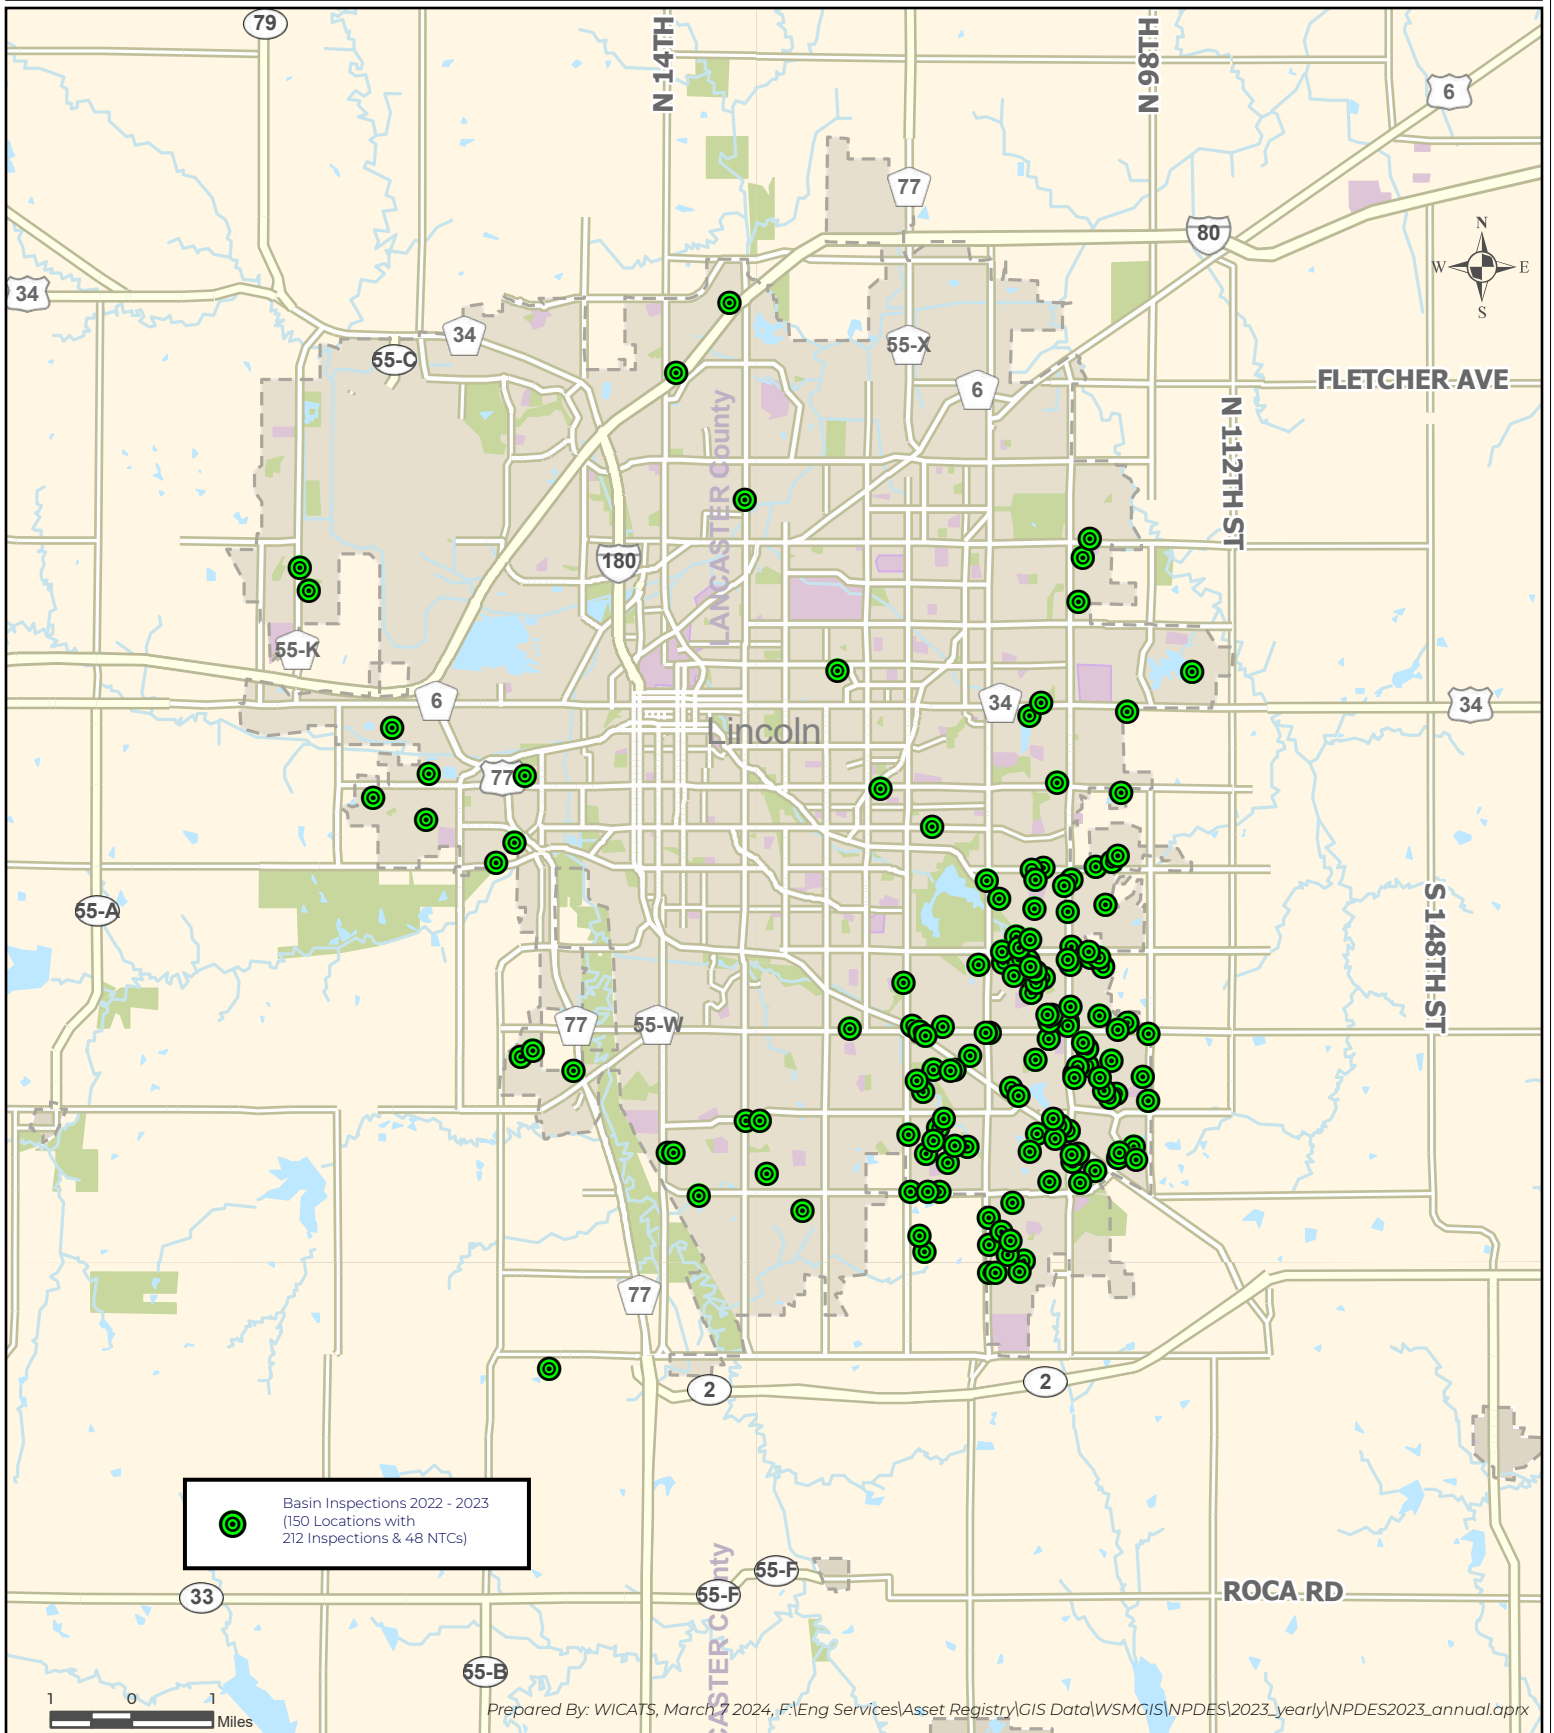 79
N 14TH
N 98TH
6
77
80
N
W E
S
34
34
55-C
55-X
6
FLETCHER AVE
LANCASTER County
N 112TH ST
180
55-K
6
34
34
Lincoln
77
55-A
S 148TH ST
77
55-W
77
2
2
Basin Inspections 2022 - 2023
(150 Locations with
212 Inspections & 48 NTCs)
55-F
55-F
33
ROCA RD
55-B
1 0 1
Miles
Prepared By: WICATS, March 7 2024, F:\Eng Services\Asset Registry\GIS Data\WSMGIS\NPDES\2023_yearly\NPDES2023_annual.aprx